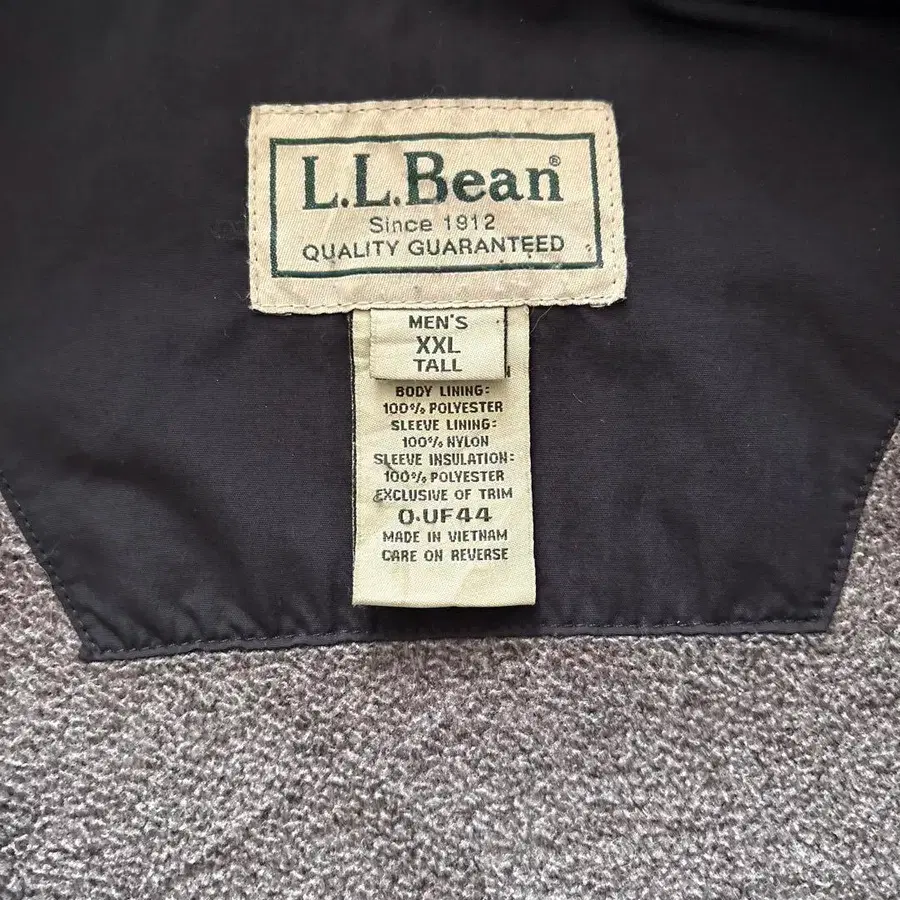 L.L.Bean®
Since 1912
QUALITY GUARANTEED
MEN'S
XXL
TALL
BODY LINING:
100% POLYESTER
SLEEVE LINING:
100% NYLON
SLEEVE INSULATION:
100% POLYESTER
EXCLUSIVE OF TRIM
0-UF44
MADE IN VIETNAM
CARE ON REVERSE